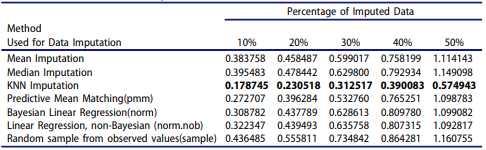 Percentage of Imputed Data
Method
Used for Data Imputation 10% 20% 30% 40% 50%
Mean Imputation 0.383758 0.458487 0.599017 0.758199 1.114143
Median Imputation 0.395483 0.478442 0.629800 0.792934 1.149098
KNN Imputation 0.178745 0.230518 0.312517 0.390083 0.574943
Predictive Mean Matching(pmm) 0.272707 0.396284 0.532760 0.765251 1.098783
Bayesian Linear Regression(norm) 0.308782 0.437789 0.628613 0.809780 1.099082
Linear Regression, non-Bayesian (norm.nob) 0.322347 0.439493 0.635758 0.807315 1.092817
Random sample from observed values(sample) 0.436485 0.555811 0.734842 0.864281 1.160755